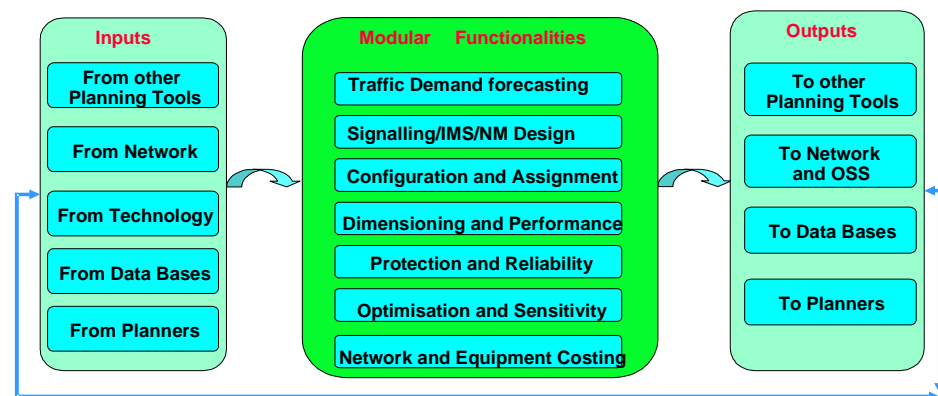 Inputs
From other
Planning Tools
From Network
From Technology
From Data Bases
From Planners
Modular Functionalities
Traffic Demand forecasting
Signalling/IMS/NM Design
Configuration and Assignment
Dimensioning and Performance
Protection and Reliability
Optimisation and Sensitivity
Network and Equipment Costing
Outputs
To other
Planning Tools
To Network
and OSS
To Data Bases
To Planners